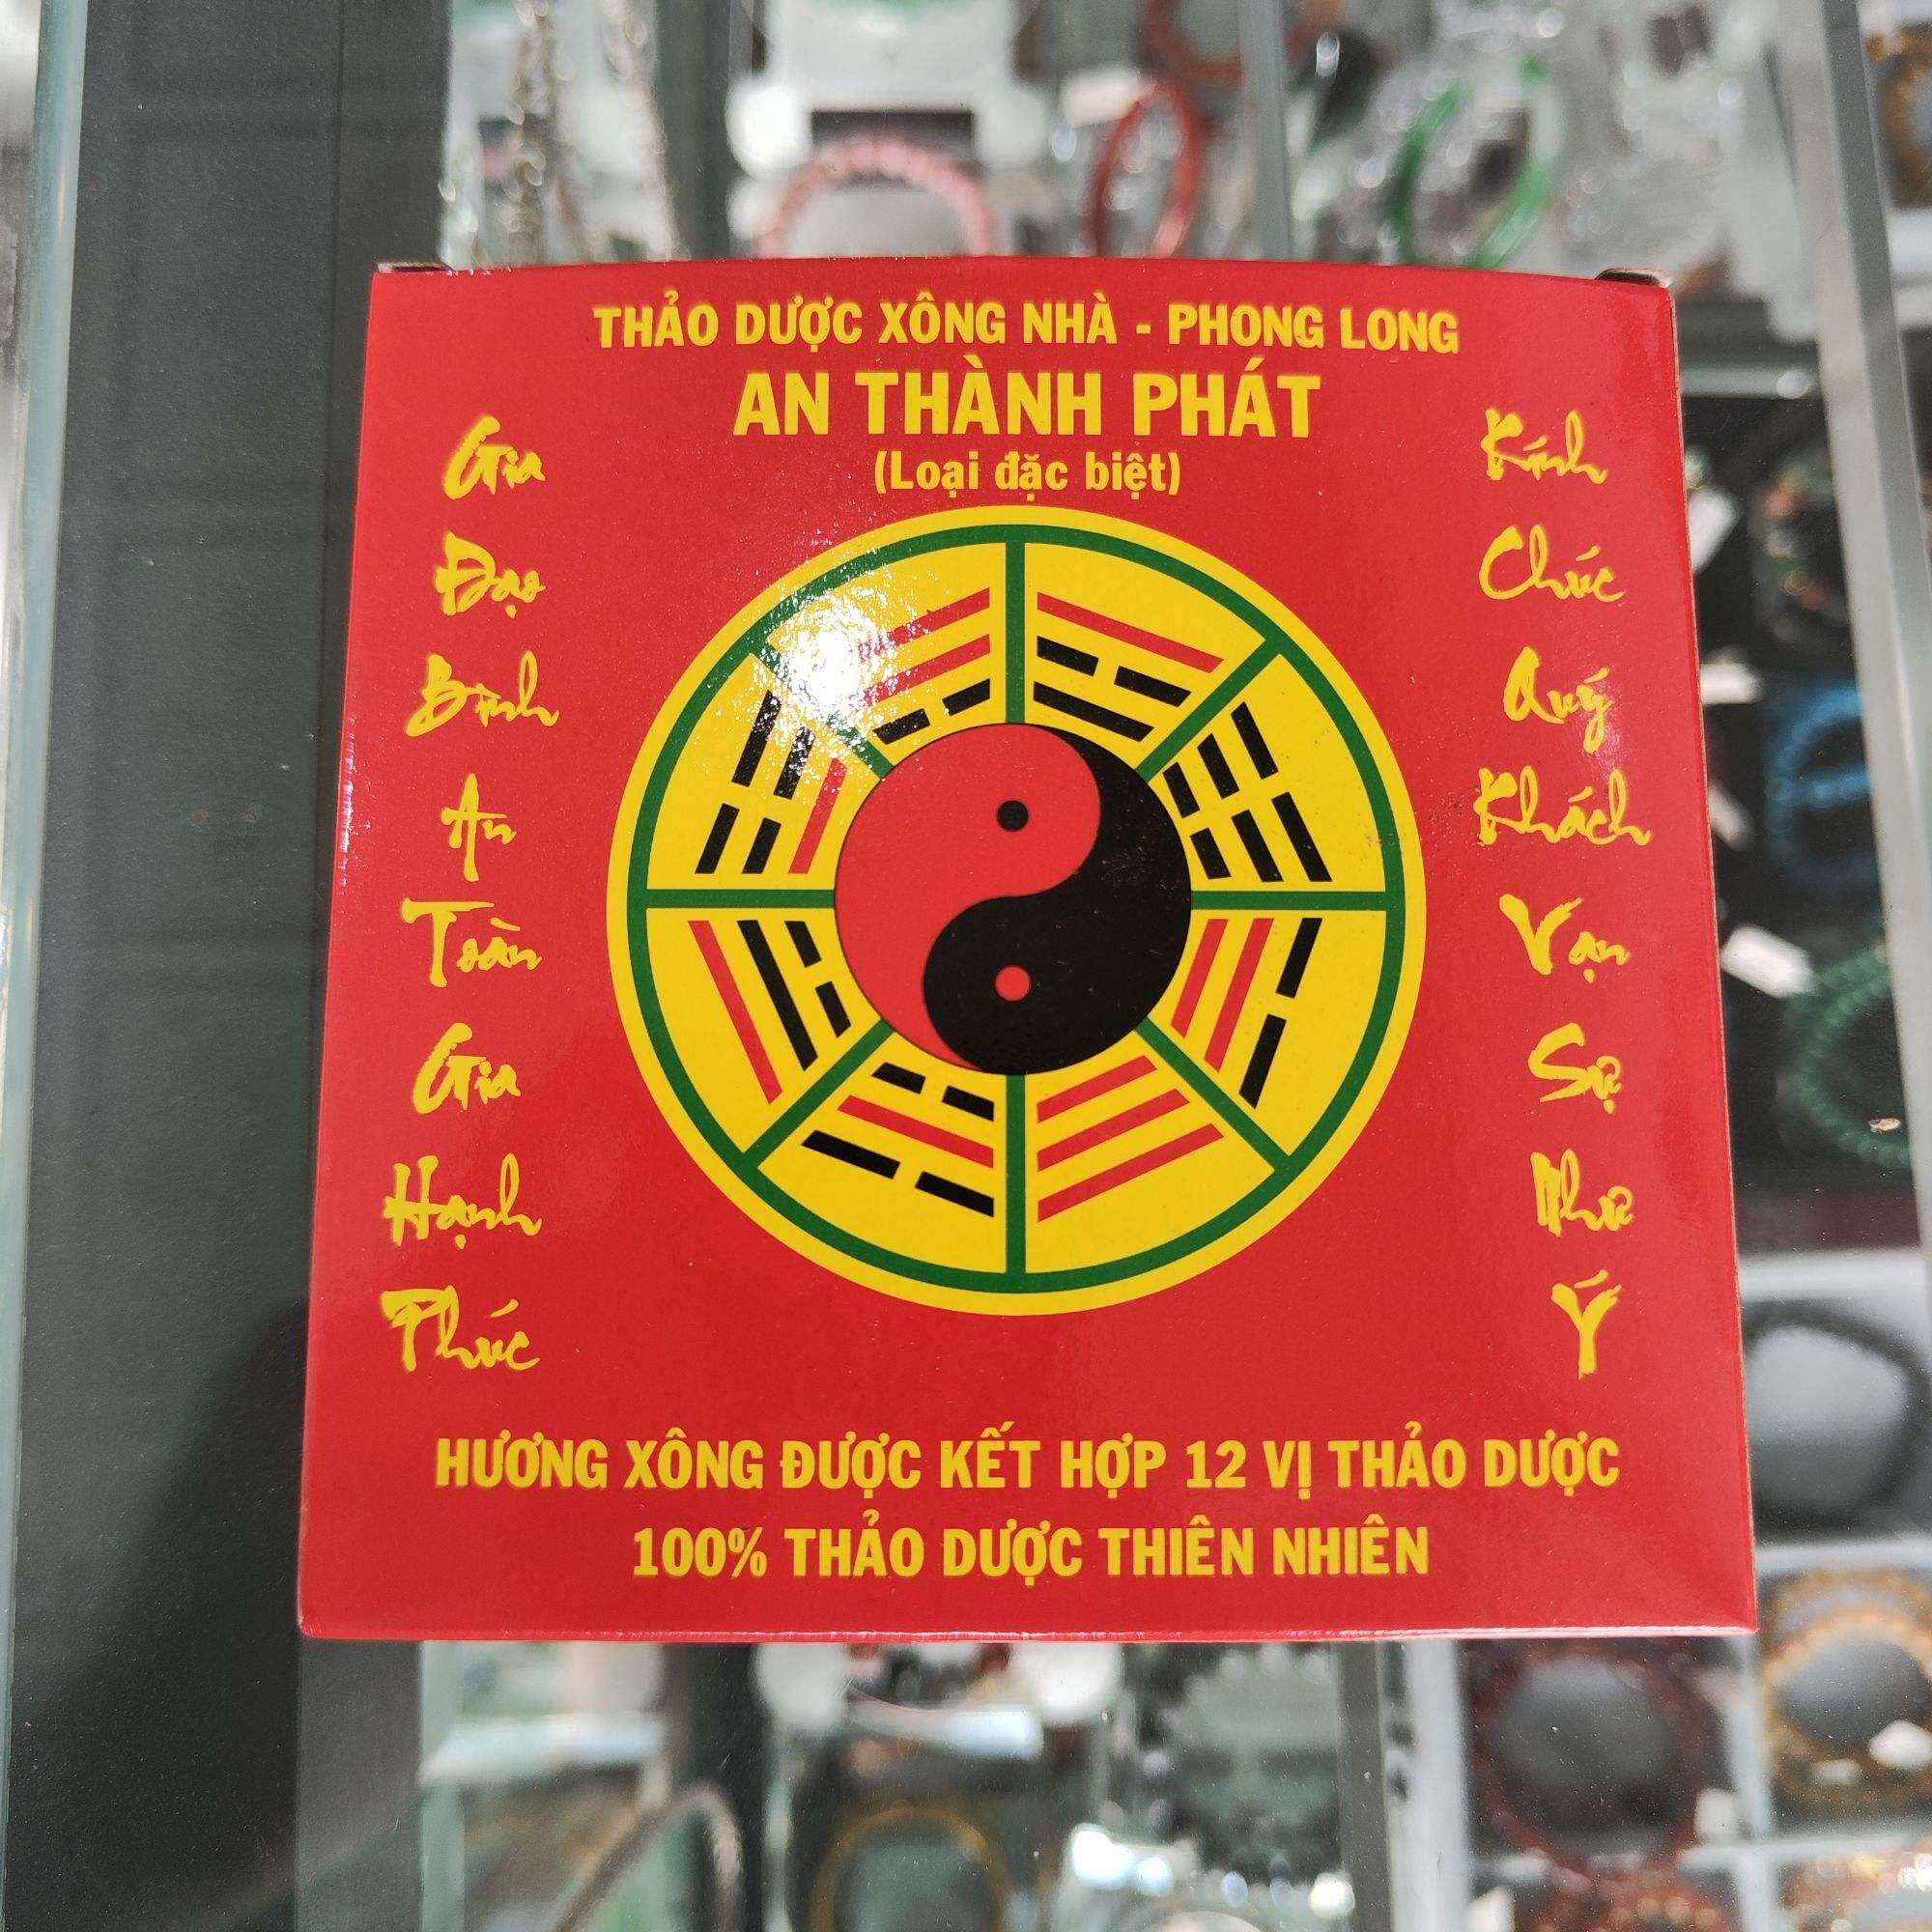 THẢO DƯỢC XÔNG NHÀ - PHONG LONG
AN THÀNH PHÁT
(Loại đặc biệt)
Gia
Đạo
Bình
An
Toàn
Gia
Hạnh
Phúc
Kính
Chúc
Quý
Khách
Vạn
Sự
Như
Ý
HƯƠNG XÔNG ĐƯỢC KẾT HỢP 12 VỊ THẢO DƯỢC
100% THẢO DƯỢC THIÊN NHIÊN